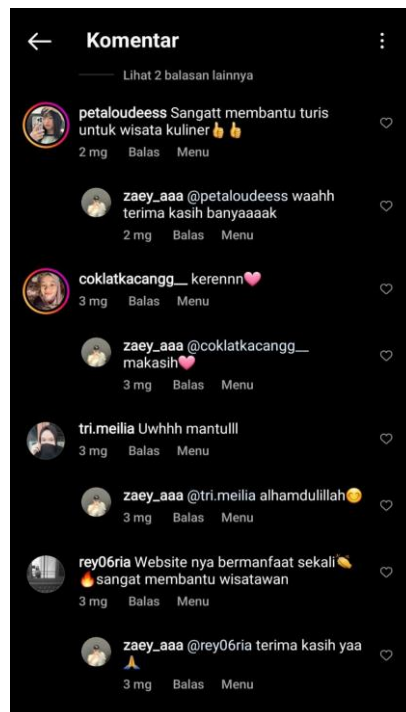 Komentar
Lihat 2 balasan lainnya
petaloudeess Sangatt membantu turis
untuk wisata kuliner👍👍
2 mg Balas Menu
zaey_aaa @petaloudeess waahh
terima kasih banyaaaak
2 mg Balas Menu
coklatkacangg__ kerennn🩷
3 mg Balas Menu
zaey_aaa @coklatkacangg__
makasih🩷
3 mg Balas Menu
tri.meilia Uwhhh mantulll
3 mg Balas Menu
zaey_aaa @tri.meilia alhamdulillah😊
3 mg Balas Menu
rey06ria Website nya bermanfaat sekali👏
🔥sangat membantu wisatawan
3 mg Balas Menu
zaey_aaa @rey06ria terima kasih yaa
🙏
3 mg Balas Menu